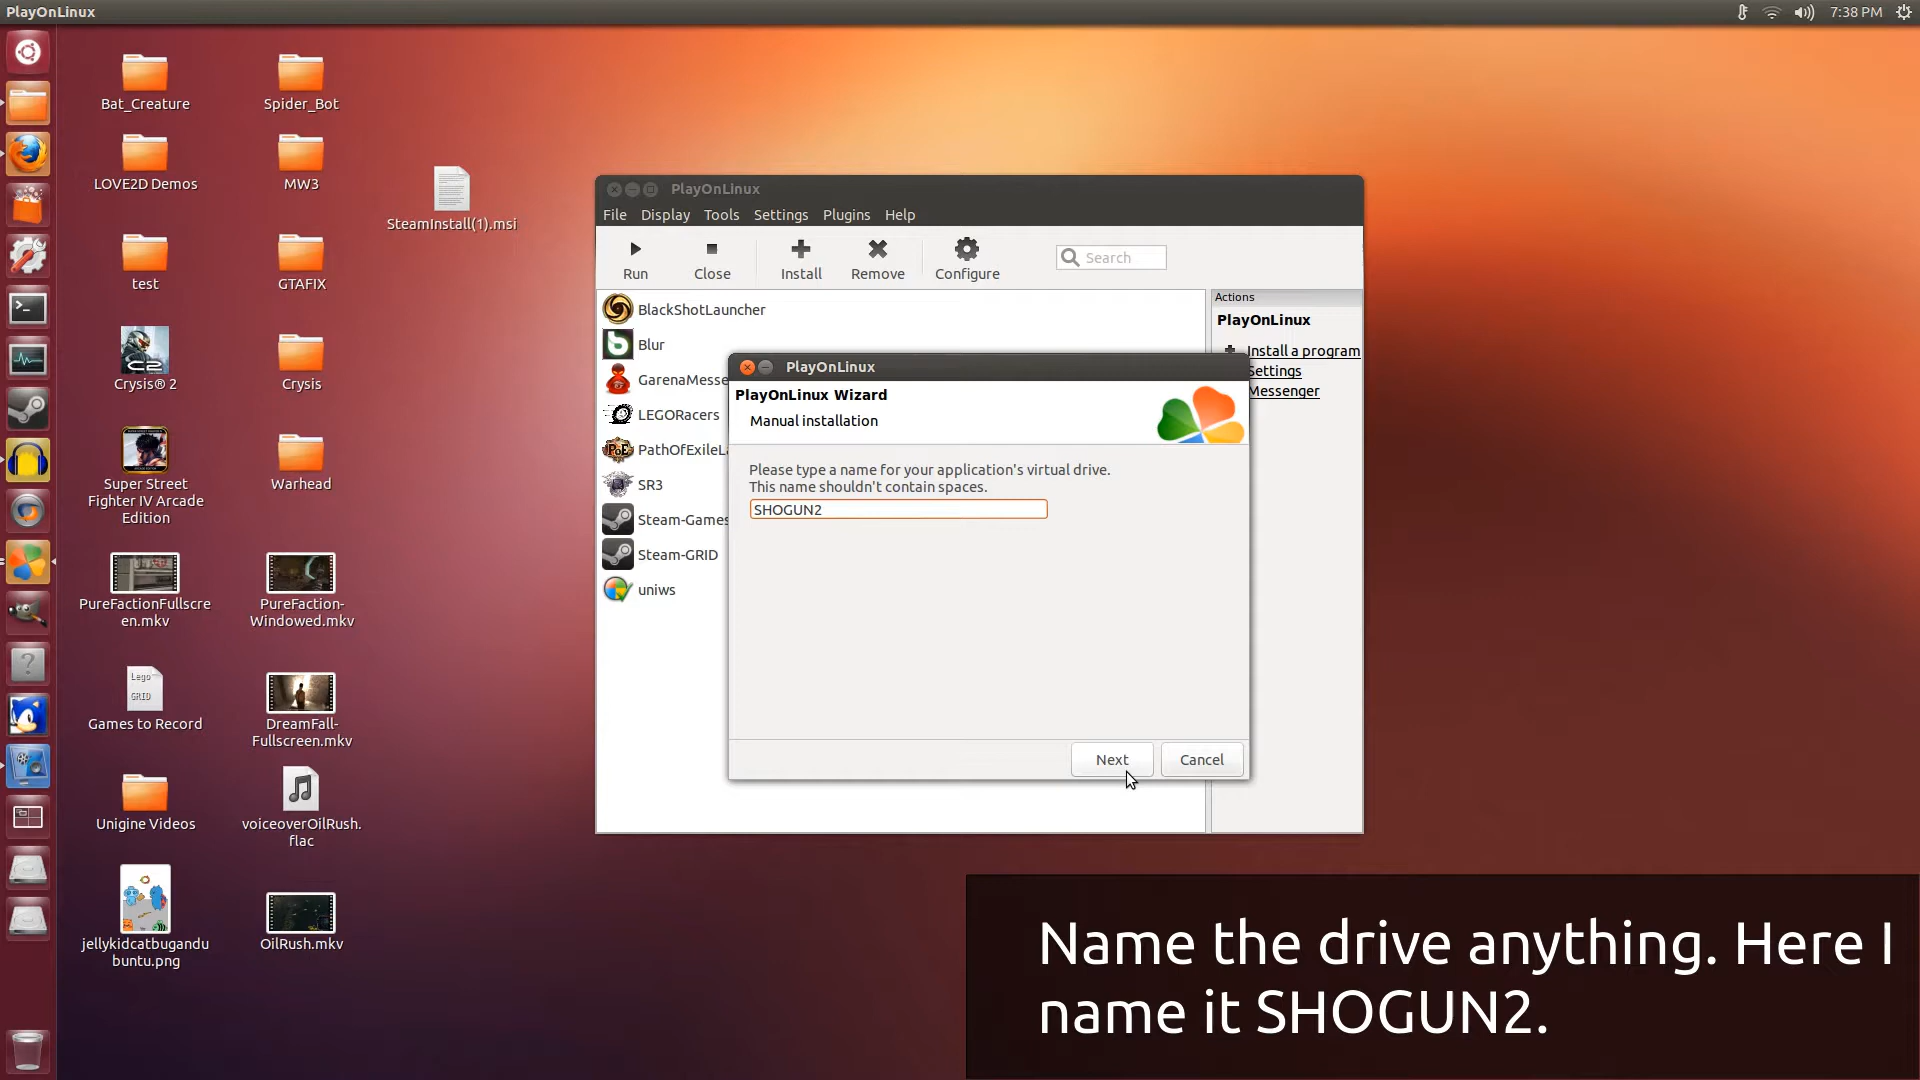 PlayOnLinux
7:38 PM
Bat_Creature
Spider_Bot
LOVE2D Demos
MW3
SteamInstall(1).msi
test
GTAFIX
Crysis® 2
Crysis
Super Street
Fighter IV Arcade
Edition
Warhead
PureFactionFullscre
en.mkv
PureFaction-
Windowed.mkv
Lego
GRID
Games to Record
DreamFall-
Fullscreen.mkv
Unigine Videos
voiceoverOilRush.
flac
jellykidcatbugandu
buntu.png
OilRush.mkv
PlayOnLinux
File Display Tools Settings Plugins Help
Run Close Install Remove Configure Search
BlackShotLauncher
Blur
GarenaMesse
LEGORacers
PathOfExileLa
SR3
Steam-Games
Steam-GRID
uniws
Actions
PlayOnLinux
Install a program
Settings
Messenger
PlayOnLinux
PlayOnLinux Wizard
Manual installation
Please type a name for your application's virtual drive.
This name shouldn't contain spaces.
SHOGUN2
Next Cancel
Name the drive anything. Here I
name it SHOGUN2.